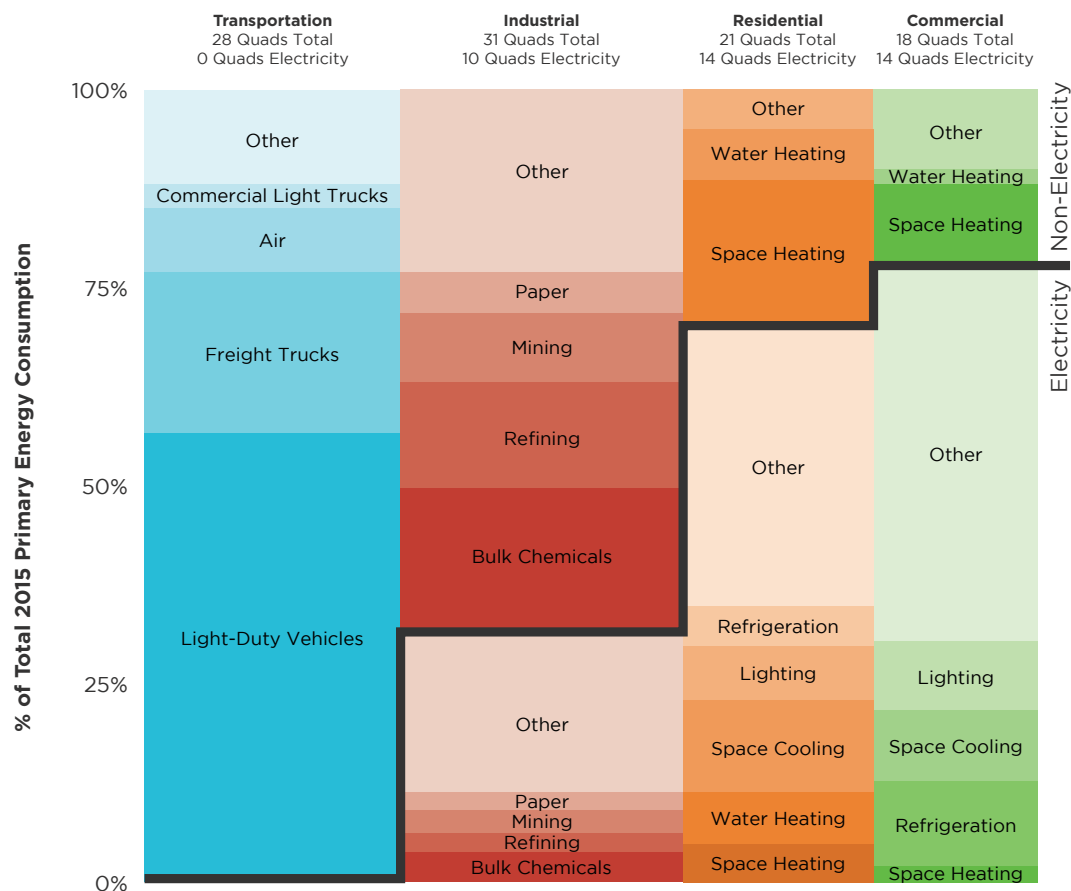 Transportation
28 Quads Total
0 Quads Electricity
Industrial
31 Quads Total
10 Quads Electricity
Residential
21 Quads Total
14 Quads Electricity
Commercial
18 Quads Total
14 Quads Electricity
% of Total 2015 Primary Energy Consumption
100%
75%
50%
25%
0%
Other
Commercial Light Trucks
Air
Freight Trucks
Light-Duty Vehicles
Other
Paper
Mining
Refining
Bulk Chemicals
Other
Paper
Mining
Refining
Bulk Chemicals
Other
Water Heating
Space Heating
Other
Refrigeration
Lighting
Space Cooling
Water Heating
Space Heating
Other
Water Heating
Space Heating
Other
Lighting
Space Cooling
Refrigeration
Space Heating
Non-Electricity
Electricity